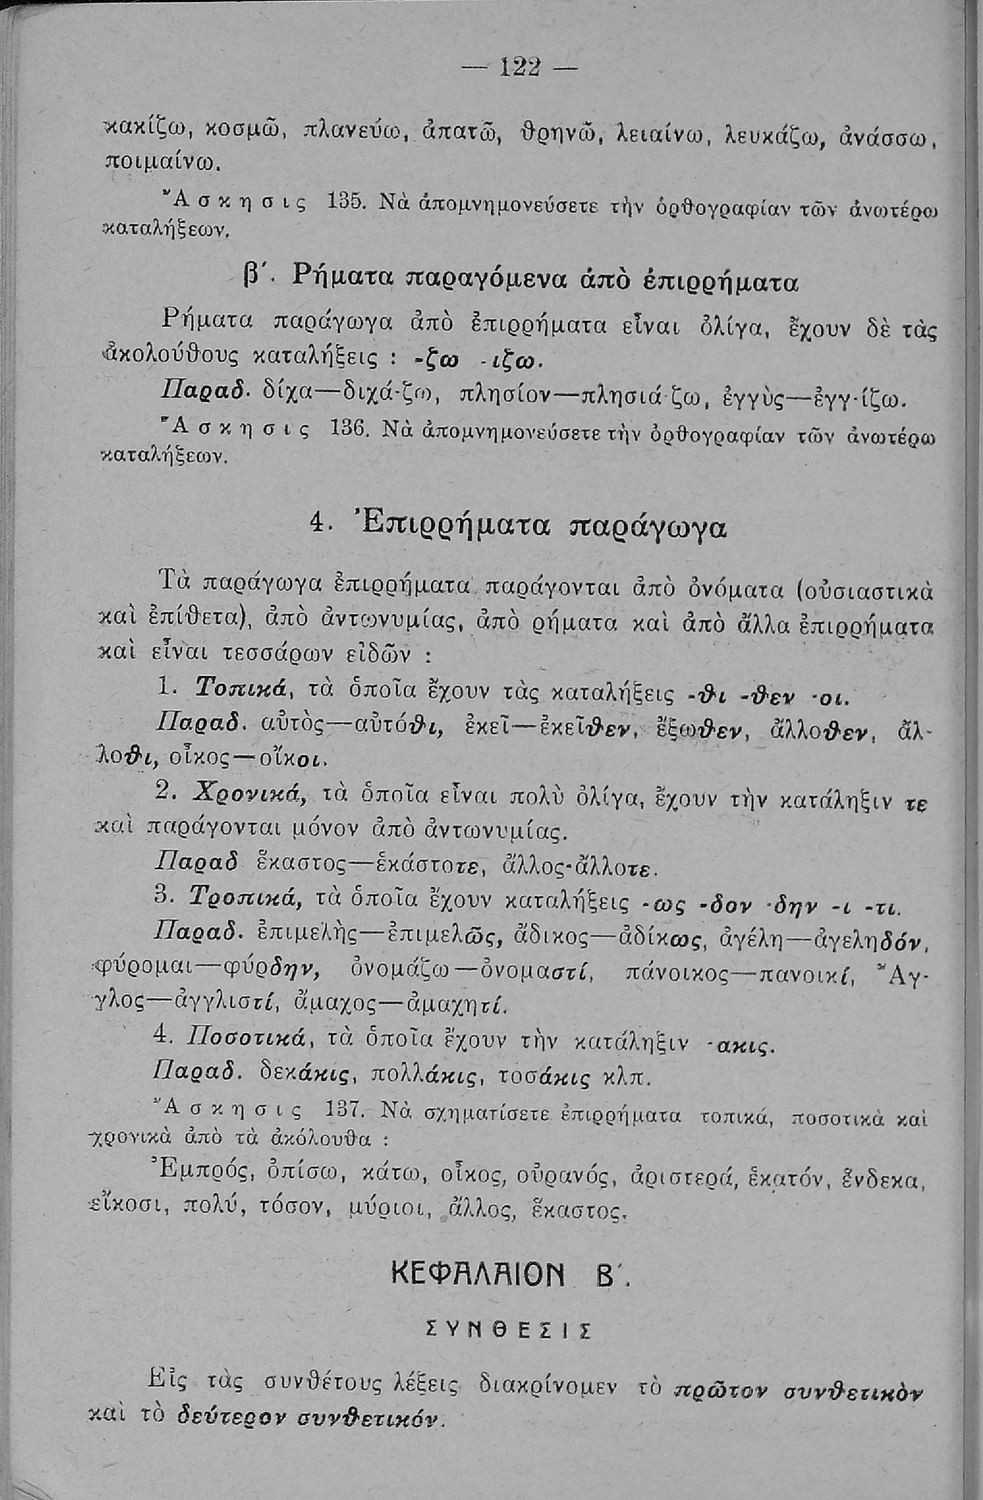 — 122 —
κακίζω, κοσμῶ, πλανεύω, ἀπατῶ, θρηνῶ, λειαίνω, λευκάζω, ἀνάσσω,
ποιμαίνω.
Ἄσκησις 135. Νὰ ἀπομνημονεύσετε τὴν ὀρθογραφίαν τῶν ἀνωτέρω
καταλήξεων.
β΄. Ρήματα παραγόμενα ἀπὸ ἐπιρρήματα
Ρήματα παράγωγα ἀπὸ ἐπιρρήματα εἶναι ὀλίγα, ἔχουν δὲ τὰς
ἀκολούθους καταλήξεις : -ζω -ιζω.
Παραδ. δίχα—διχά-ζω, πλησίον—πλησιά-ζω, ἐγγὺς—ἐγγ-ίζω.
Ἄσκησις 136. Νὰ ἀπομνημονεύσετε τὴν ὀρθογραφίαν τῶν ἀνωτέρω
καταλήξεων.
4. Ἐπιρρήματα παράγωγα
Τὰ παράγωγα ἐπιρρήματα παράγονται ἀπὸ ὀνόματα (οὐσιαστικὰ
καὶ ἐπίθετα), ἀπὸ ἀντωνυμίας, ἀπὸ ρήματα καὶ ἀπὸ ἄλλα ἐπιρρήματα
καὶ εἶναι τεσσάρων εἰδῶν :
1. Τοπικά, τὰ ὁποῖα ἔχουν τὰς καταλήξεις -θι -θεν -οι.
Παραδ. αὐτὸς—αὐτόθι, ἐκεῖ—ἐκεῖθεν, ἔξωθεν, ἄλλοθεν, ἄλ-
λοθι, οἶκος—οἴκοι.
2. Χρονικά, τὰ ὁποῖα εἶναι πολὺ ὀλίγα, ἔχουν τὴν κατάληξιν τε
καὶ παράγονται μόνον ἀπὸ ἀντωνυμίας.
Παραδ ἕκαστος—ἑκάστοτε, ἄλλος-ἄλλοτε.
3. Τροπικά, τὰ ὁποῖα ἔχουν καταλήξεις -ως -δον -δην -ι -τι.
Παραδ. ἐπιμελὴς—ἐπιμελῶς, ἄδικος—ἀδίκως, ἀγέλη—ἀγεληδόν,
φύρομαι—φύρδην, ὀνομάζω—ὀνομαστί, πάνοικος—πανοικί, Ἄγ-
γλος—ἀγγλιστί, ἄμαχος—ἀμαχητί.
4. Ποσοτικά, τὰ ὁποῖα ἔχουν τὴν κατάληξιν -ακις.
Παραδ. δεκάκις, πολλάκις, τοσάκις κλπ.
Ἄσκησις 137. Νὰ σχηματίσετε ἐπιρρήματα τοπικά, ποσοτικὰ καὶ
χρονικὰ ἀπὸ τὰ ἀκόλουθα :
Ἐμπρός, ὀπίσω, κάτω, οἶκος, οὐρανός, ἀριστερά, ἑκατόν, ἕνδεκα,
εἴκοσι, πολύ, τόσον, μύριοι, ἄλλος, ἕκαστος.
ΚΕΦΑΛΑΙΟΝ Β΄.
ΣΥΝΘΕΣΙΣ
Εἰς τὰς συνθέτους λέξεις διακρίνομεν τὸ πρῶτον συνθετικὸν
καὶ τὸ δεύτερον συνθετικόν.